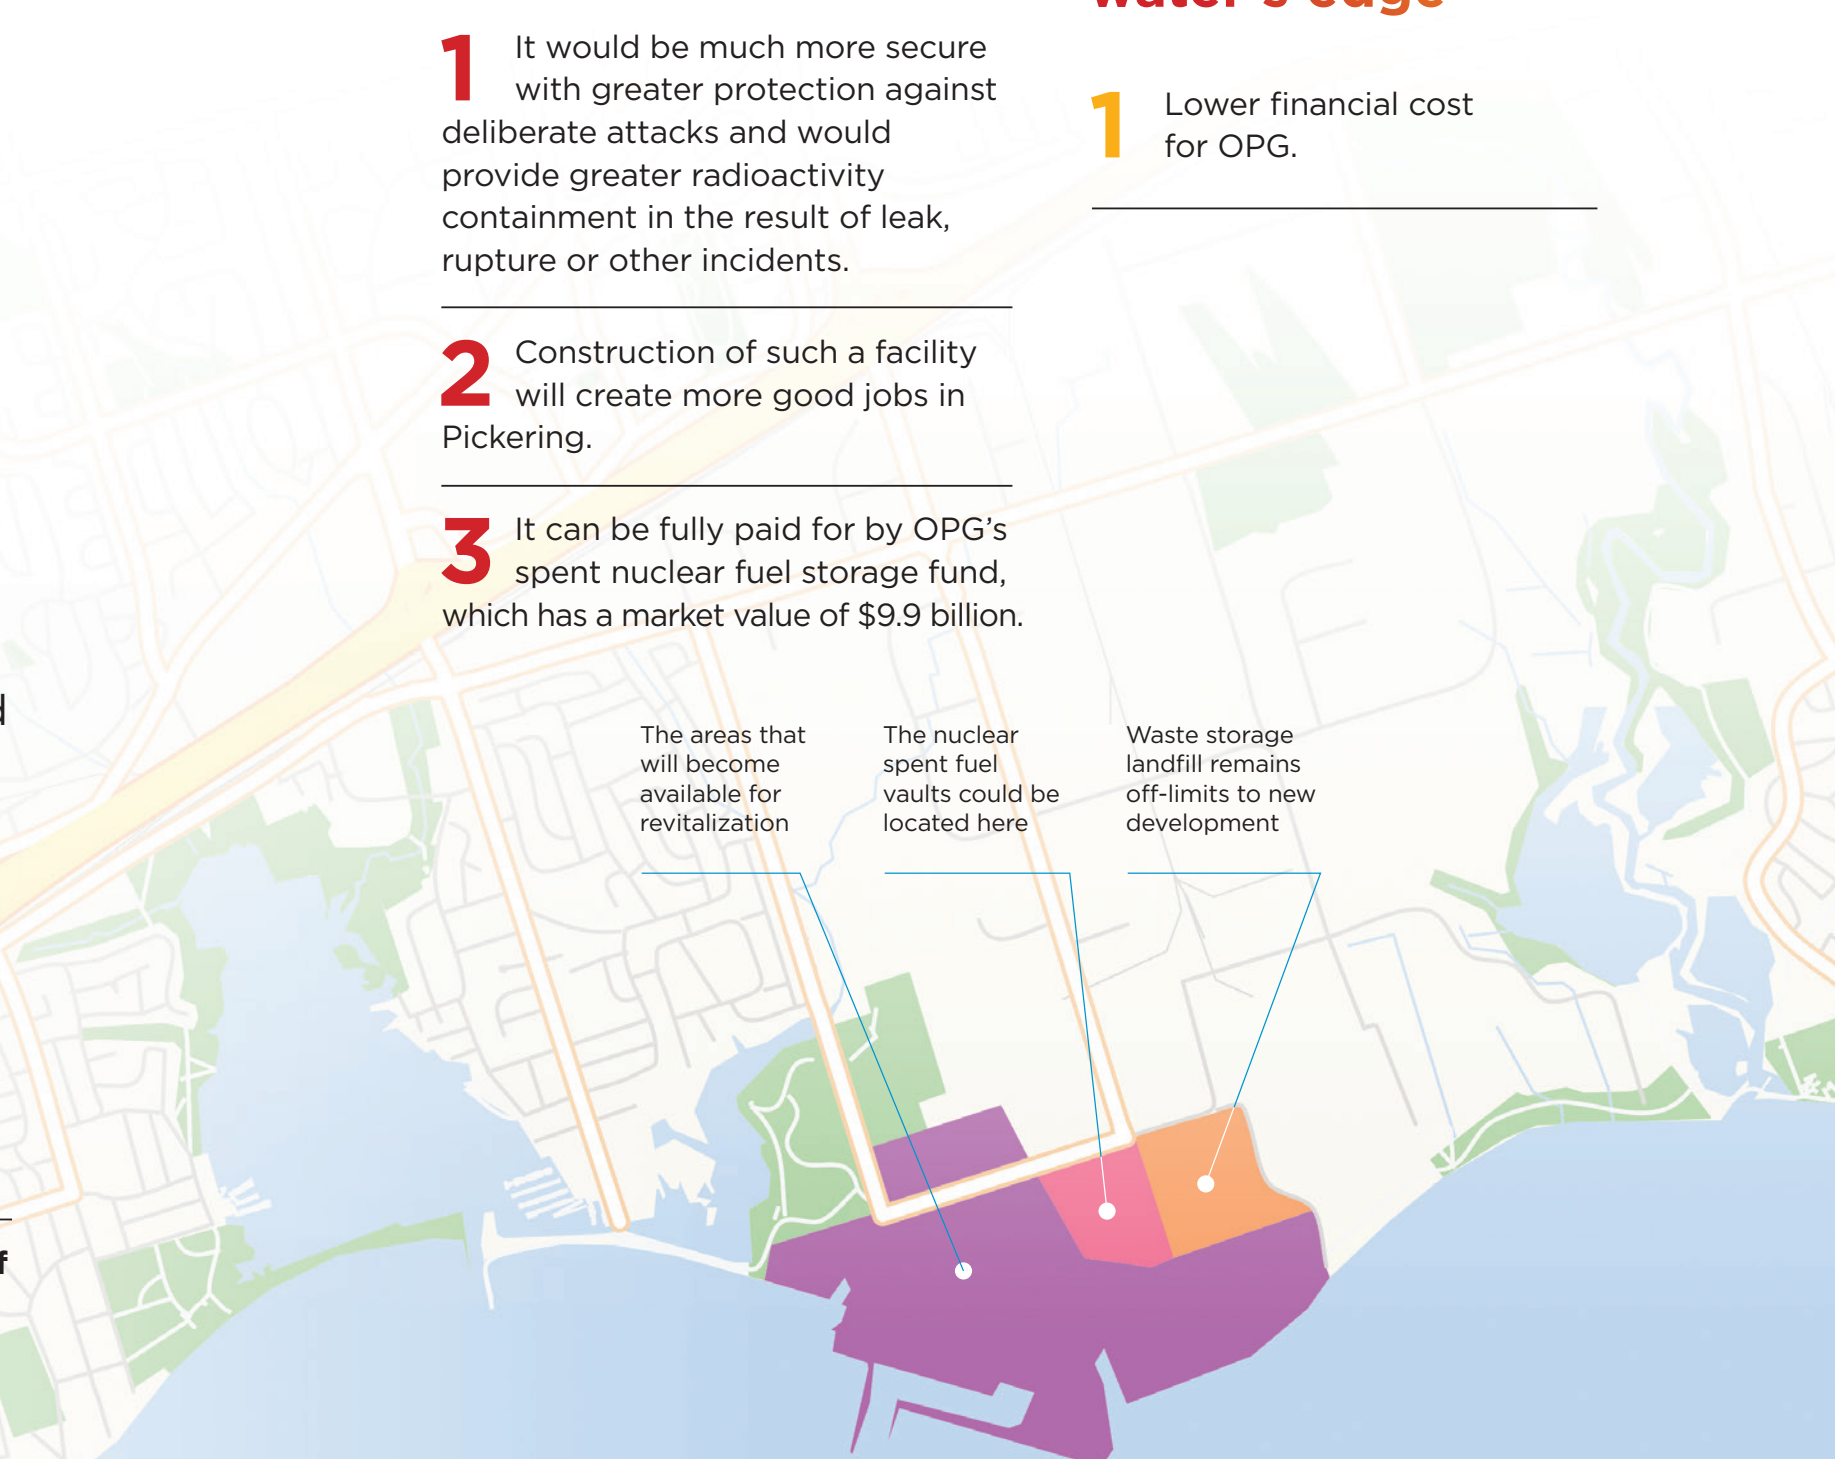 water's edge
1 It would be much more secure
with greater protection against
deliberate attacks and would
provide greater radioactivity
containment in the result of leak,
rupture or other incidents.
2 Construction of such a facility
will create more good jobs in
Pickering.
3 It can be fully paid for by OPG's
spent nuclear fuel storage fund,
which has a market value of $9.9 billion.
1 Lower financial cost
for OPG.
The areas that
will become
available for
revitalization
The nuclear
spent fuel
vaults could be
located here
Waste storage
landfill remains
off-limits to new
development